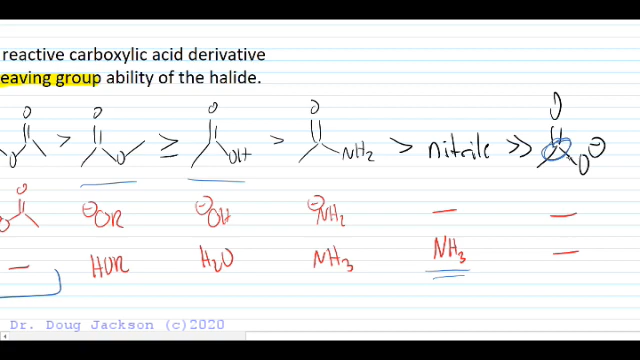 reactive carboxylic acid derivative
eaving group ability of the halide.
O O O O O
O > O ≥ OH > NH₂ > nitrile >> O ⊖
O ⊖OR ⊖OH ⊖NH₂ — —
— HOR H₂O NH₃ NH₃ —
Dr. Doug Jackson (c)2020